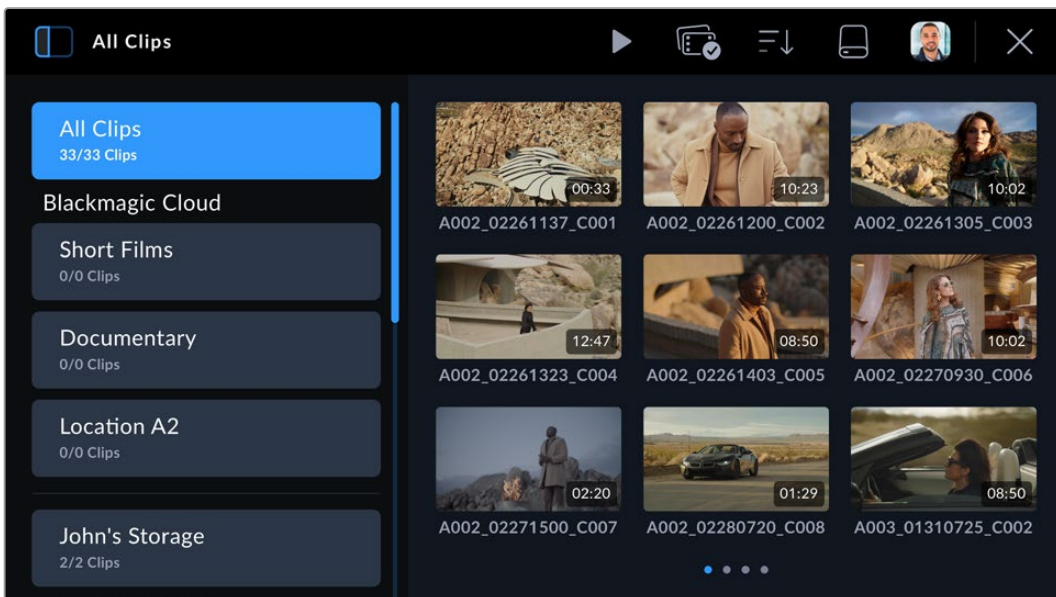 All Clips
All Clips
33/33 Clips
Blackmagic Cloud
Short Films
0/0 Clips
Documentary
0/0 Clips
Location A2
0/0 Clips
John's Storage
2/2 Clips
00:33
10:23
10:02
A002_02261137_C001
A002_02261200_C002
A002_02261305_C003
12:47
08:50
10:02
A002_02261323_C004
A002_02261403_C005
A002_02270930_C006
02:20
01:29
08:50
A002_02271500_C007
A002_02280720_C008
A003_01310725_C002